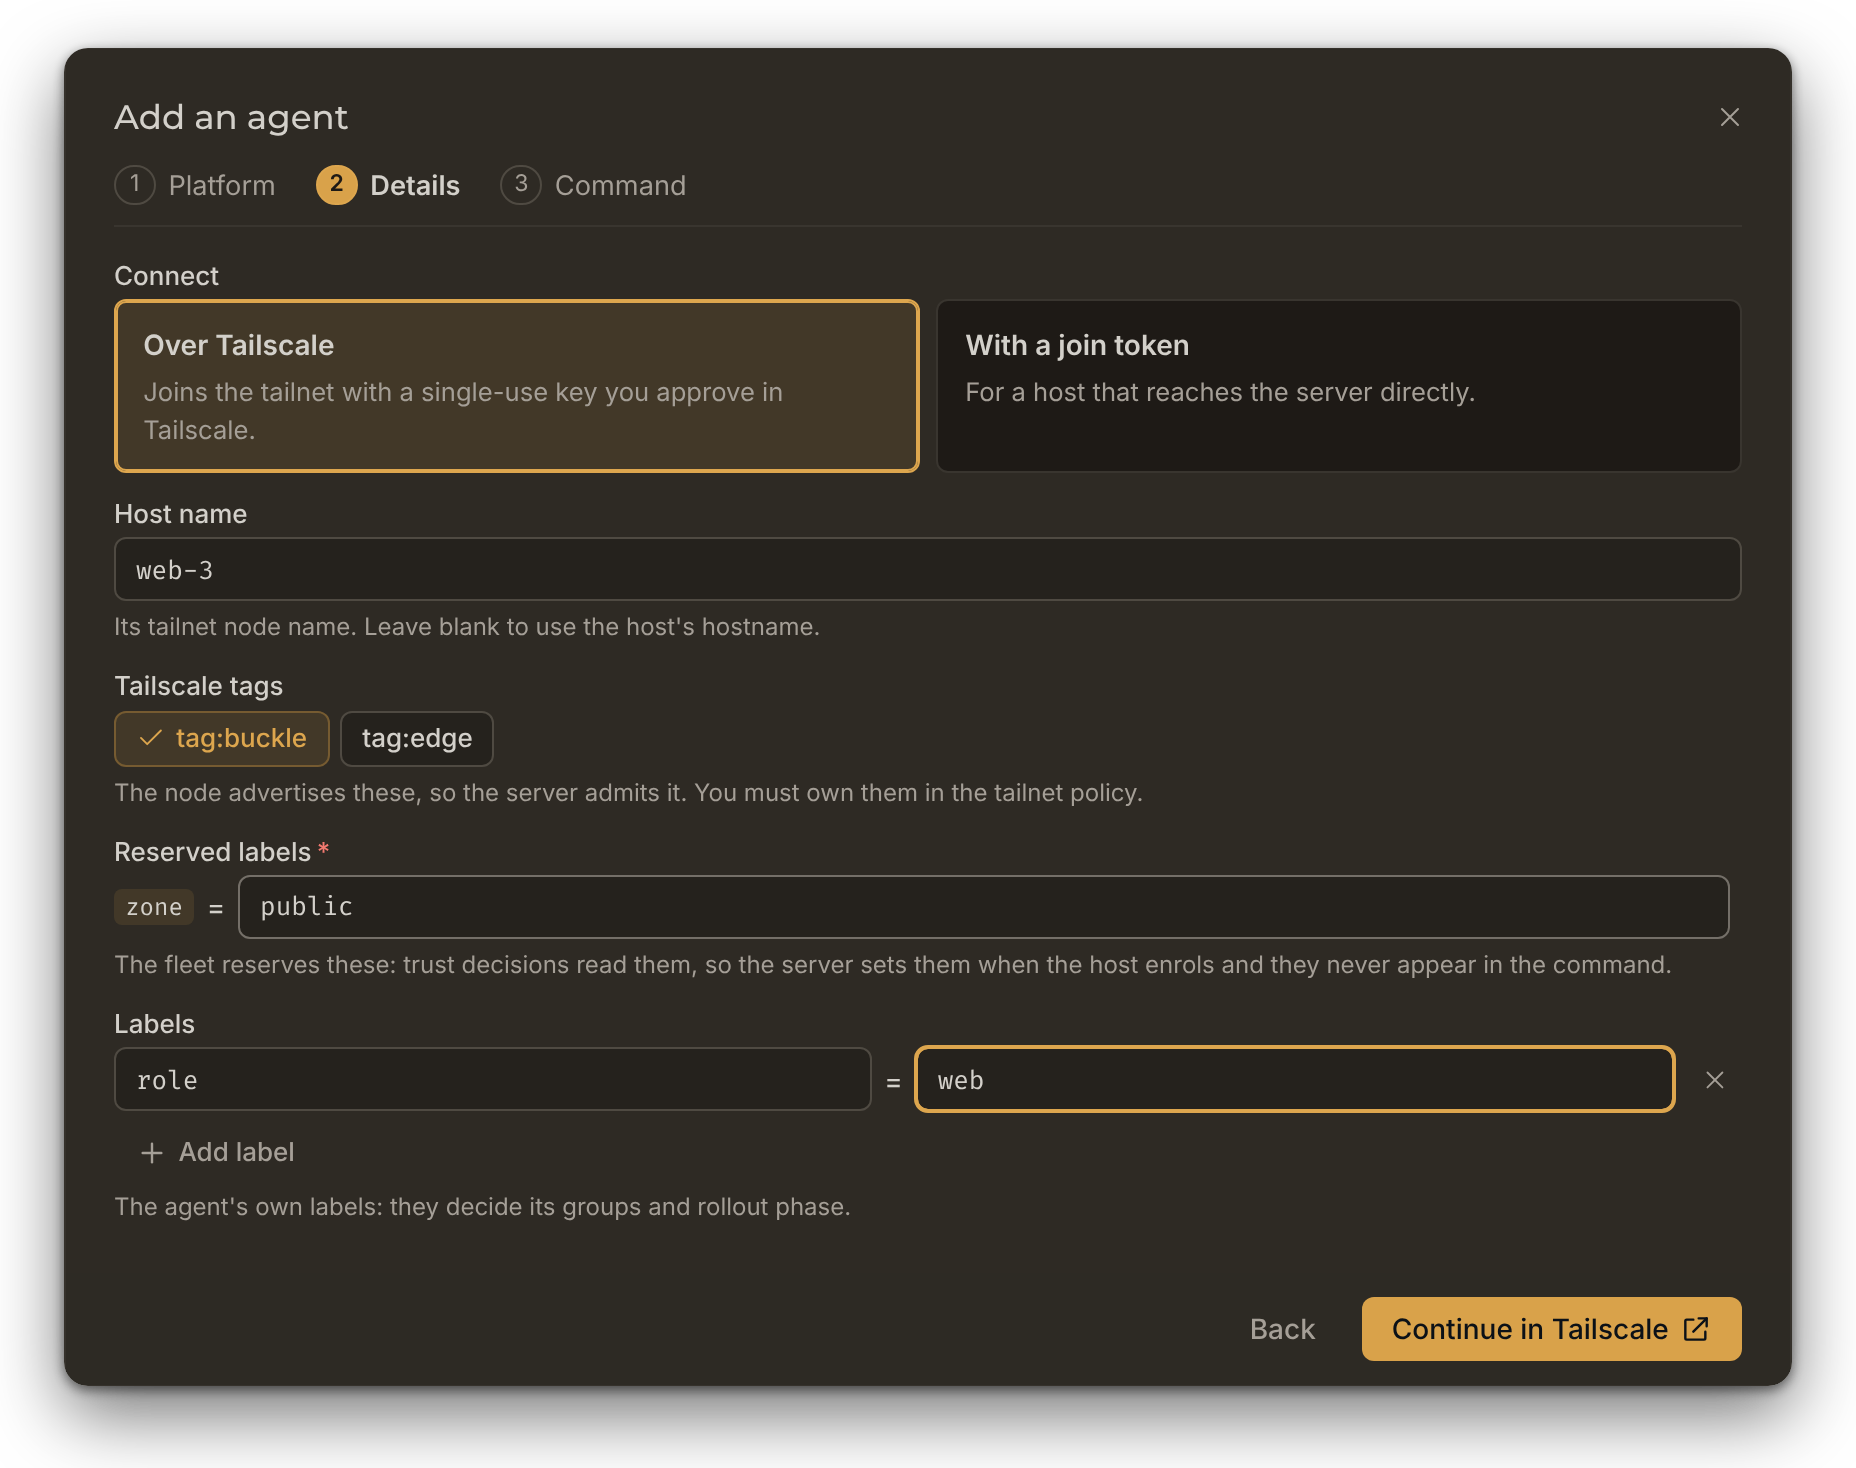 Add an agent
1 Platform 2 Details 3 Command
Connect
Over Tailscale
Joins the tailnet with a single-use key you approve in
Tailscale.
With a join token
For a host that reaches the server directly.
Host name
web-3
Its tailnet node name. Leave blank to use the host's hostname.
Tailscale tags
tag:buckle tag:edge
The node advertises these, so the server admits it. You must own them in the tailnet policy.
Reserved labels *
zone = public
The fleet reserves these: trust decisions read them, so the server sets them when the host enrols and they never appear in the command.
Labels
role = web
+ Add label
The agent's own labels: they decide its groups and rollout phase.
Back Continue in Tailscale